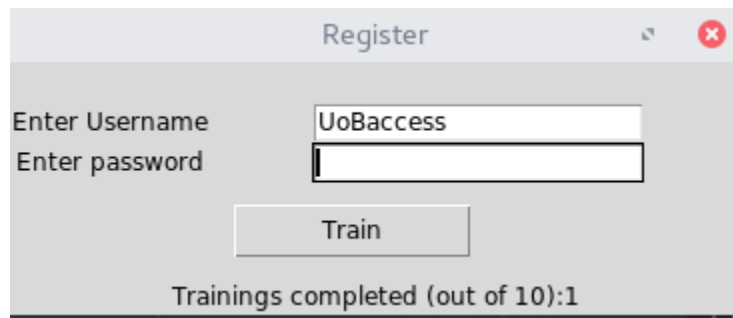 Register
Enter Username UoBaccess
Enter password
Train
Trainings completed (out of 10):1